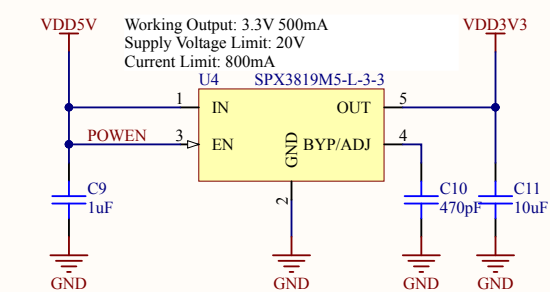 VDD5V
Working Output: 3.3V 500mA
Supply Voltage Limit: 20V
Current Limit: 800mA
VDD3V3
U4
SPX3819M5-L-3-3
1
IN
OUT
5
POWEN
3
EN
GND
BYP/ADJ
4
2
C9
1uF
C10
470pF
C11
10uF
GND
GND
GND
GND